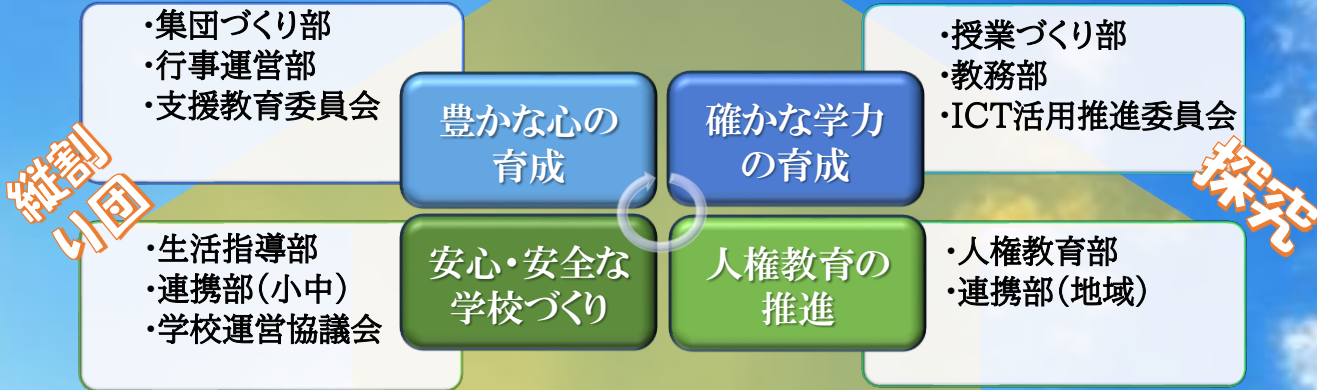 ・集団づくり部
・行事運営部
・支援教育委員会
豊かな心の
育成
確かな学力
の育成
・授業づくり部
・教務部
・ICT活用推進委員会
縦割
り団
探究
・生活指導部
・連携部（小中）
・学校運営協議会
安心・安全な
学校づくり
人権教育の
推進
・人権教育部
・連携部（地域）